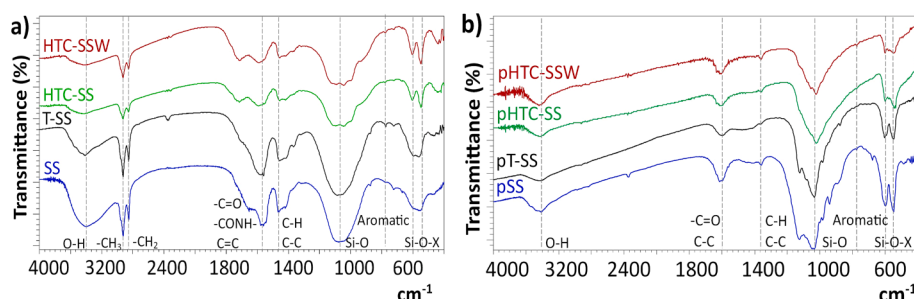 a)
Transmittance (%)
HTC-SSW
HTC-SS
T-SS
SS
-C=O
-CONH-
C=C
C-H
C-C
Aromatic
O-H
-CH₃
-CH₂
Si-O
Si-O-X
4000 3200 2400 1800 1400 1000 600
cm⁻¹
b)
Transmittance (%)
pHTC-SSW
pHTC-SS
pT-SS
pSS
-C=O
C-C
C-H
C-C
Aromatic
O-H
Si-O
Si-O-X
4000 3200 2400 1800 1400 1000 600
cm⁻¹